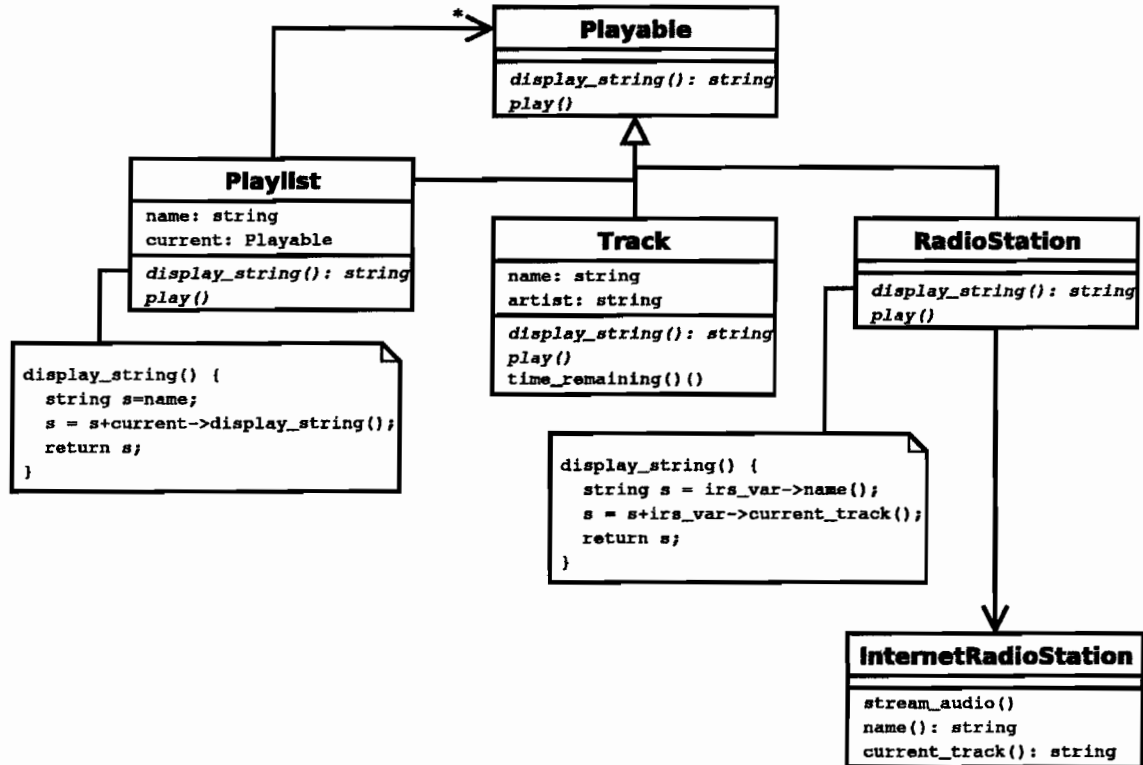 *
Playable
display_string(): string
play()
Playlist
name: string
current: Playable
display_string(): string
play()
Track
name: string
artist: string
display_string(): string
play()
time_remaining()()
RadioStation
display_string(): string
play()
display_string() {
string s=name;
s = s+current->display_string();
return s;
}
display_string() {
string s = irs_var->name();
s = s+irs_var->current_track();
return s;
}
InternetRadioStation
stream_audio()
name(): string
current_track(): string